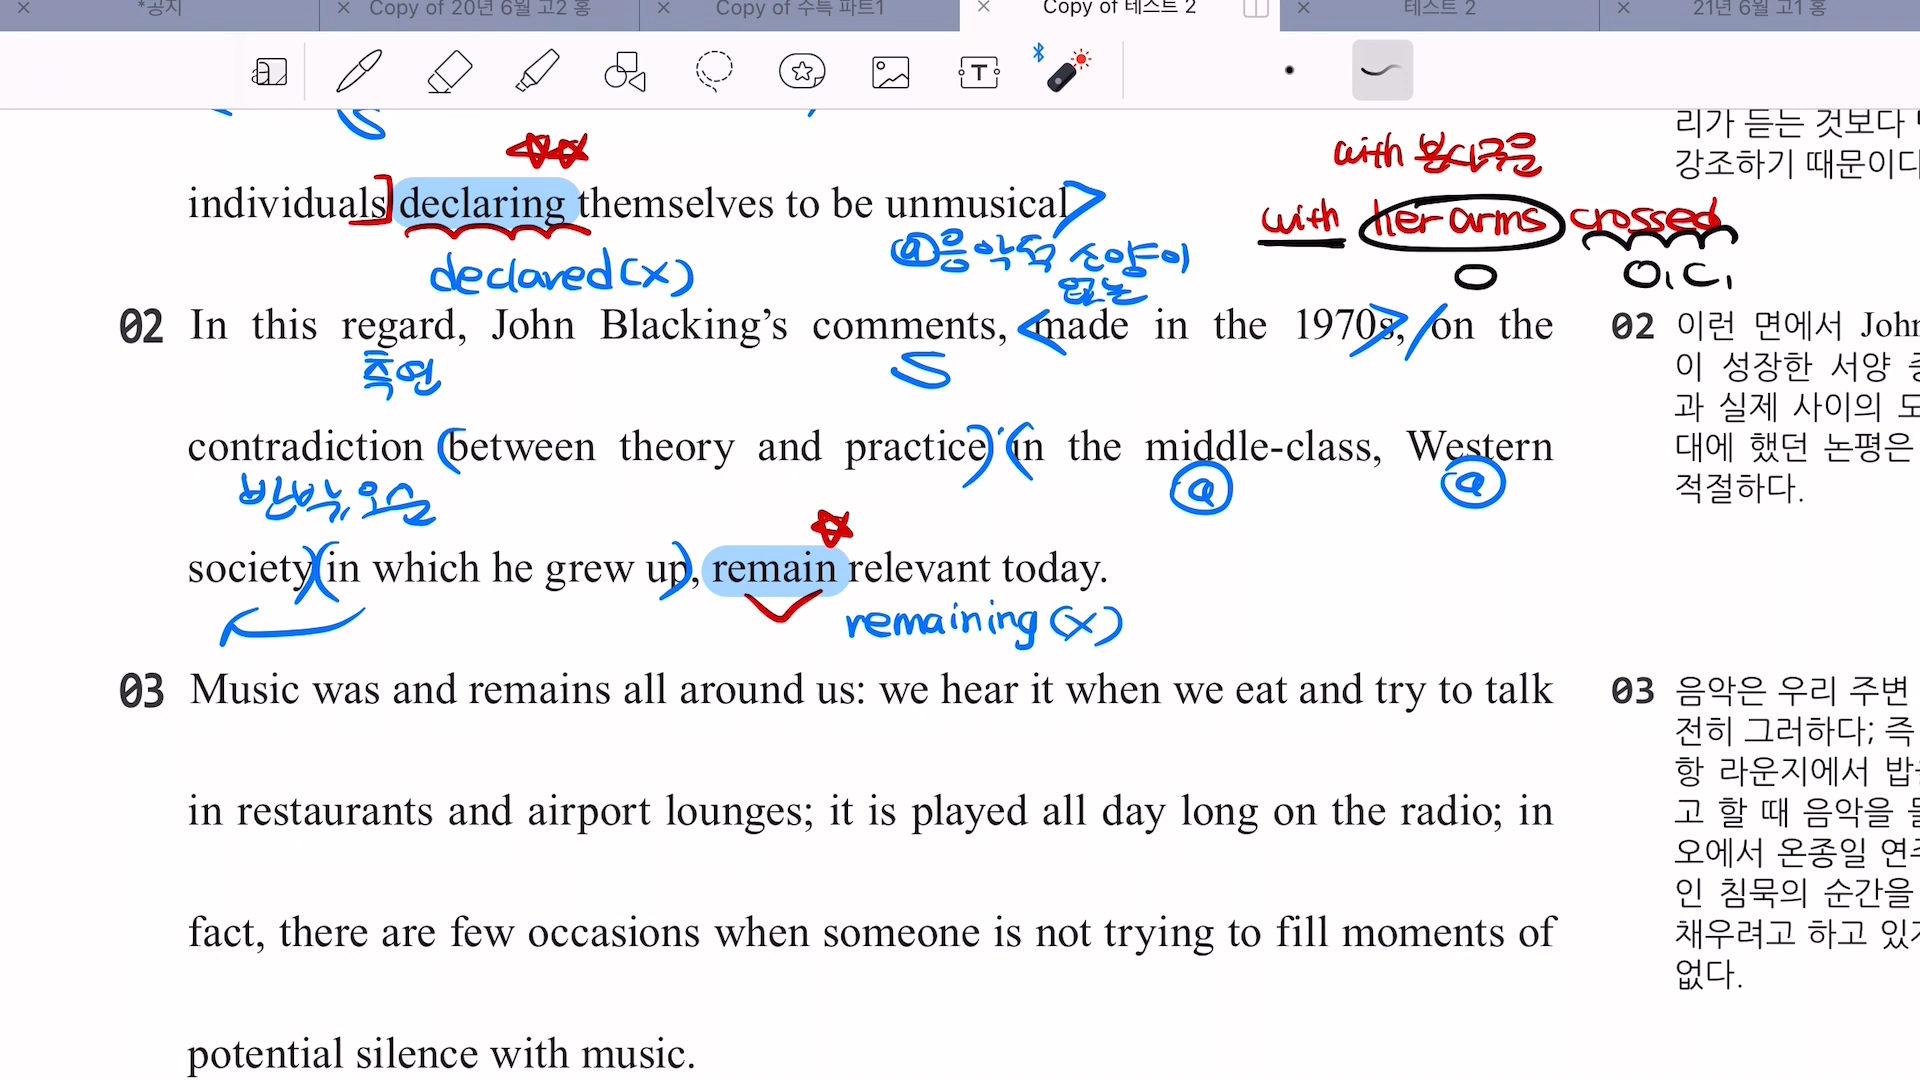 *공지
Copy of 20년 6월 고2 홍
Copy of 수특 파트1
Copy of 테스트 2
테스트 2
21년 6월 고1 홍
리가 듣는 것보다
강조하기 때문이다
with 분사구문
individuals] declaring themselves to be unmusical>
with her arms crossed
declared(x)
ⓐ음악적 소양이
없는
O
O.C.
02 In this regard, John Blacking's comments, <made in the 1970s,>/ on the
측면
S
contradiction (between theory and practice) (in the middle-class, Western
반박, 모순
ⓐ
ⓐ
society)(in which he grew up), remain relevant today.
remaining (x)
03 Music was and remains all around us: we hear it when we eat and try to talk
in restaurants and airport lounges; it is played all day long on the radio; in
fact, there are few occasions when someone is not trying to fill moments of
potential silence with music.
02 이런 면에서 John
이 성장한 서양
과 실제 사이의 모
대에 했던 논평은
적절하다.
03 음악은 우리 주변
전히 그러하다; 즉
항 라운지에서 밥
고 할 때 음악을
오에서 온종일 연주
인 침묵의 순간을
채우려고 하고 있
없다.